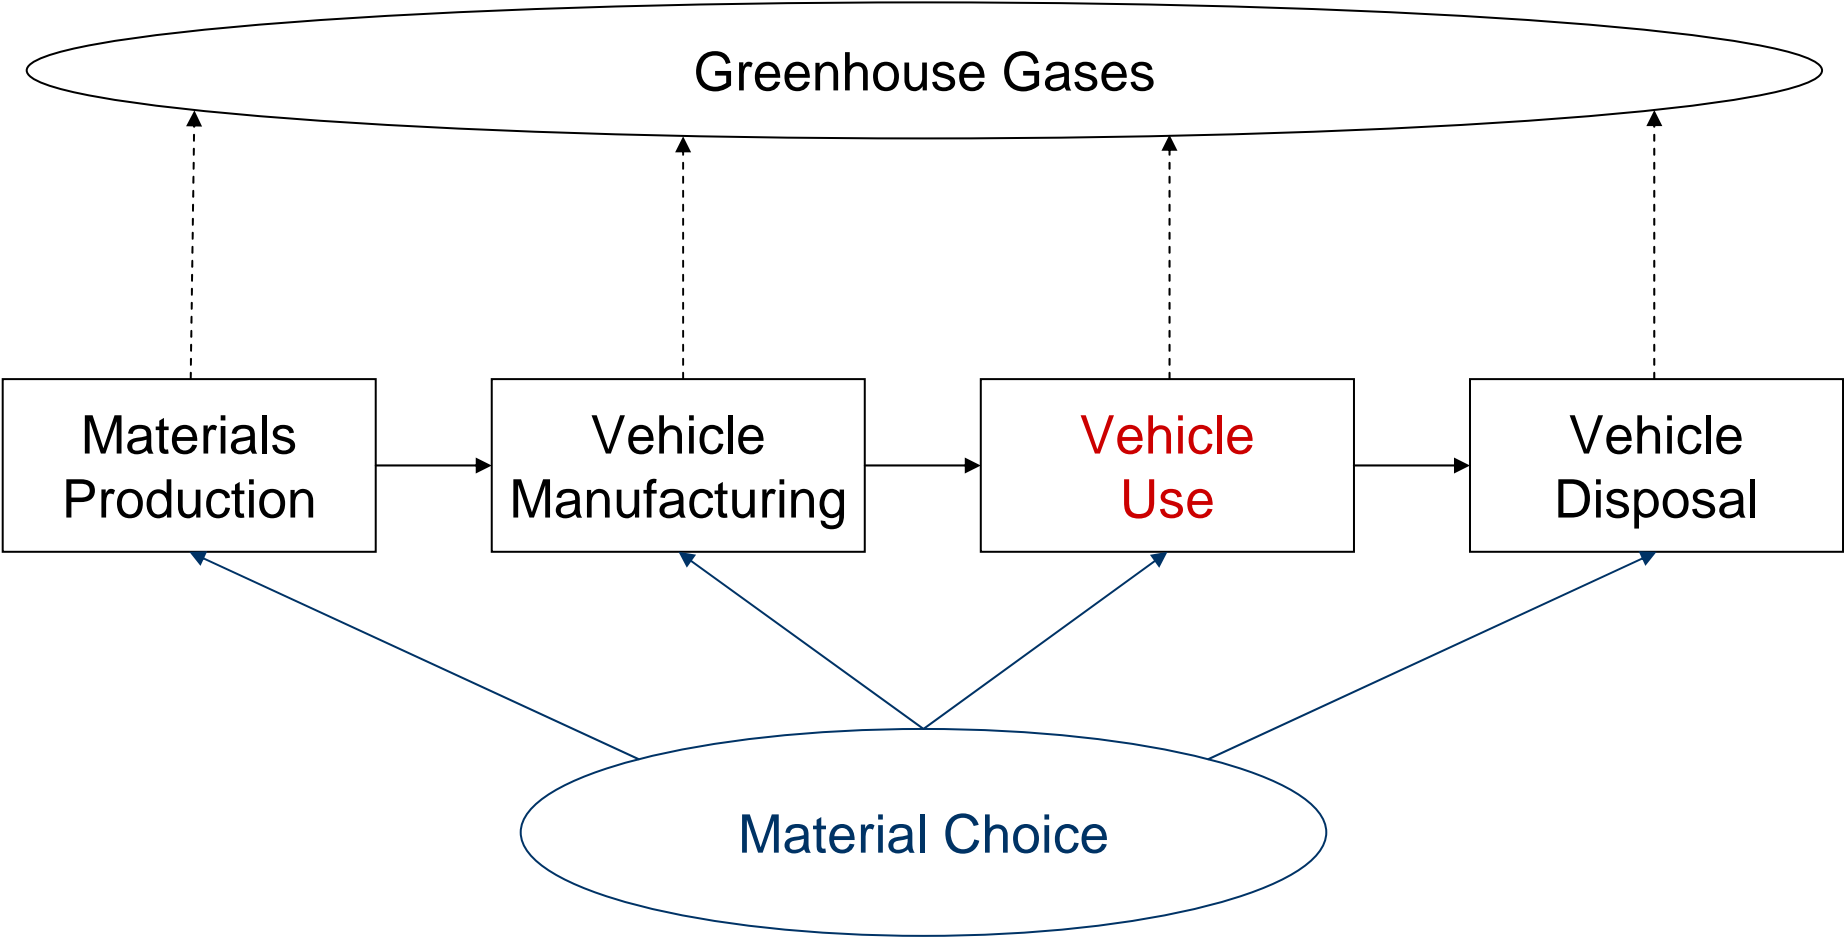 Greenhouse Gases
Materials
Production
Vehicle
Manufacturing
Vehicle
Use
Vehicle
Disposal
Material Choice